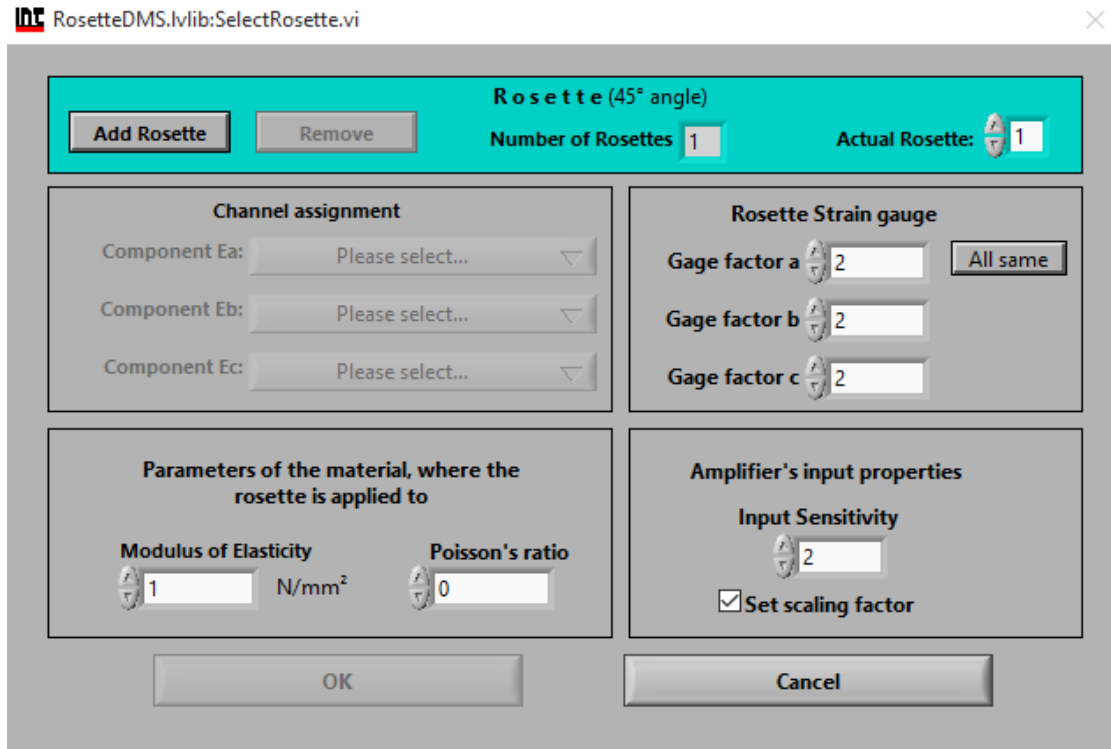 INT RosetteDMS.lvlib:SelectRosette.vi
Rosette (45° angle)
Add Rosette Remove Number of Rosettes 1 Actual Rosette: 1
Channel assignment
Component Ea: Please select...
Component Eb: Please select...
Component Ec: Please select...
Rosette Strain gauge
Gage factor a 2 All same
Gage factor b 2
Gage factor c 2
Parameters of the material, where the
rosette is applied to
Modulus of Elasticity Poisson's ratio
1 N/mm² 0
Amplifier's input properties
Input Sensitivity
2
Set scaling factor
OK Cancel